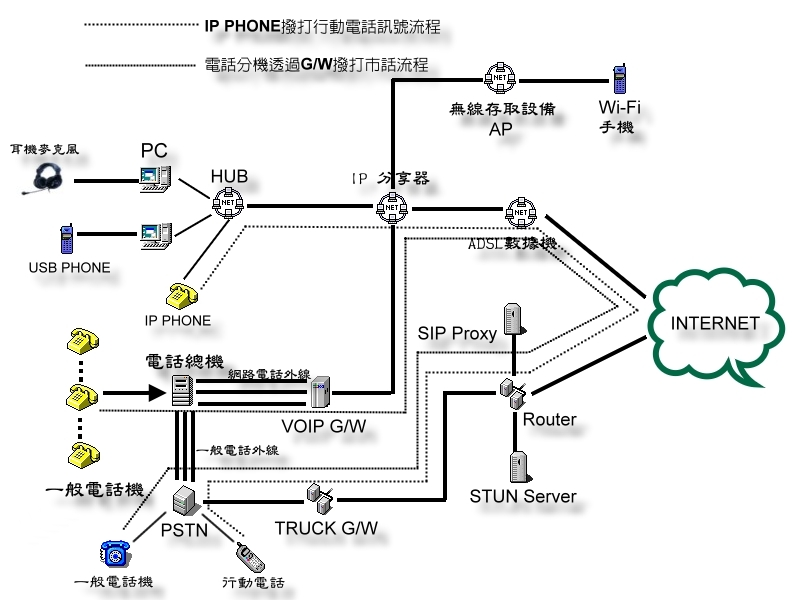 IP PHONE撥打行動電話訊號流程
電話分機透過G/W撥打市話流程
NET
無線存取設備
AP
Wi-Fi
手機
耳機麥克風
PC
HUB
NET
IP 分享器
NET
NET
ADSL數據機
USB PHONE
IP PHONE
INTERNET
SIP Proxy
電話總機
網路電話外線
VOIP G/W
Router
一般電話外線
一般電話機
STUN Server
PSTN
TRUCK G/W
一般電話機
行動電話